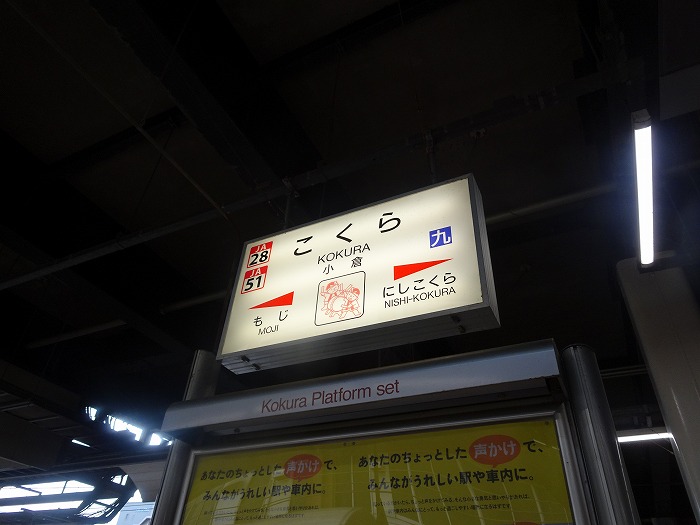 JA
28
JA
51
こくら
KOKURA
小倉
九
もじ
MOJI
にしこくら
NISHI-KOKURA
Kokura Platform set
あなたのちょっとした 声かけ で、
みんながうれしい駅や車内に。
あなたのちょっとした 声かけ で、
みんながうれしい駅や車内に。